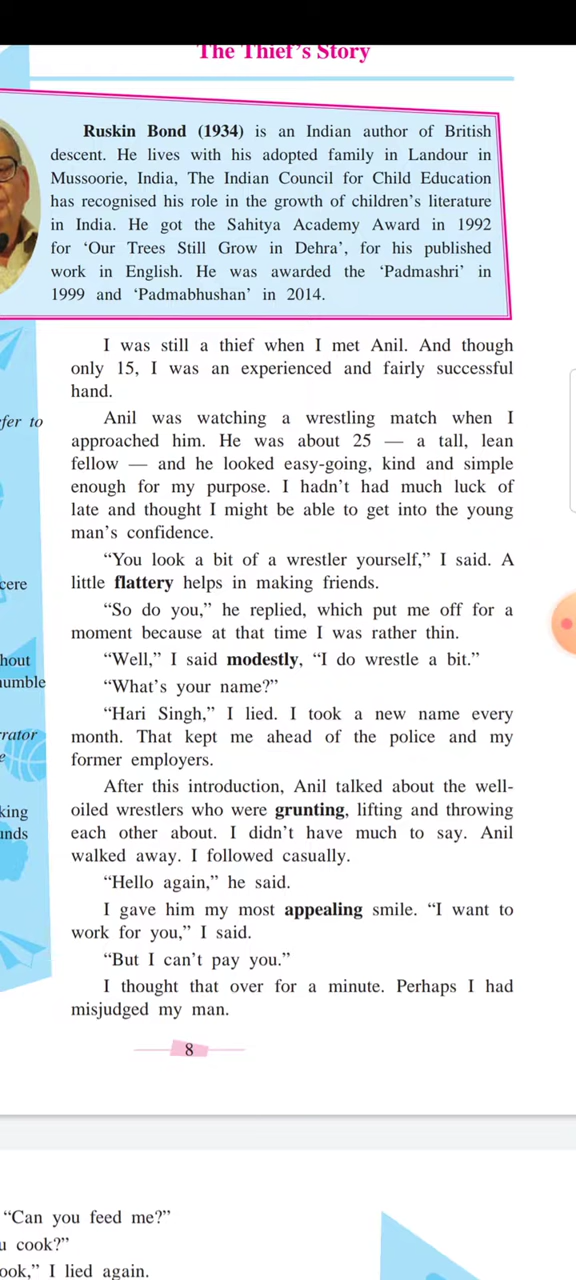 The Thief's Story
Ruskin Bond (1934) is an Indian author of British
descent. He lives with his adopted family in Landour in
Mussoorie, India, The Indian Council for Child Education
has recognised his role in the growth of children's literature
in India. He got the Sahitya Academy Award in 1992
for ‘Our Trees Still Grow in Dehra’, for his published
work in English. He was awarded the ‘Padmashri’ in
1999 and ‘Padmabhushan’ in 2014.
I was still a thief when I met Anil. And though
only 15, I was an experienced and fairly successful
hand.
fer to
Anil was watching a wrestling match when I
approached him. He was about 25 — a tall, lean
fellow — and he looked easy-going, kind and simple
enough for my purpose. I hadn't had much luck of
late and thought I might be able to get into the young
man's confidence.
“You look a bit of a wrestler yourself,” I said. A
little flattery helps in making friends.
cere
“So do you,” he replied, which put me off for a
moment because at that time I was rather thin.
“Well,” I said modestly, “I do wrestle a bit.”
hout
umble
“What's your name?”
“Hari Singh,” I lied. I took a new name every
month. That kept me ahead of the police and my
former employers.
rrator
e
After this introduction, Anil talked about the well-
oiled wrestlers who were grunting, lifting and throwing
each other about. I didn't have much to say. Anil
walked away. I followed casually.
king
unds
“Hello again,” he said.
I gave him my most appealing smile. “I want to
work for you,” I said.
“But I can't pay you.”
I thought that over for a minute. Perhaps I had
misjudged my man.
8
“Can you feed me?”
u cook?”
ook,” I lied again.